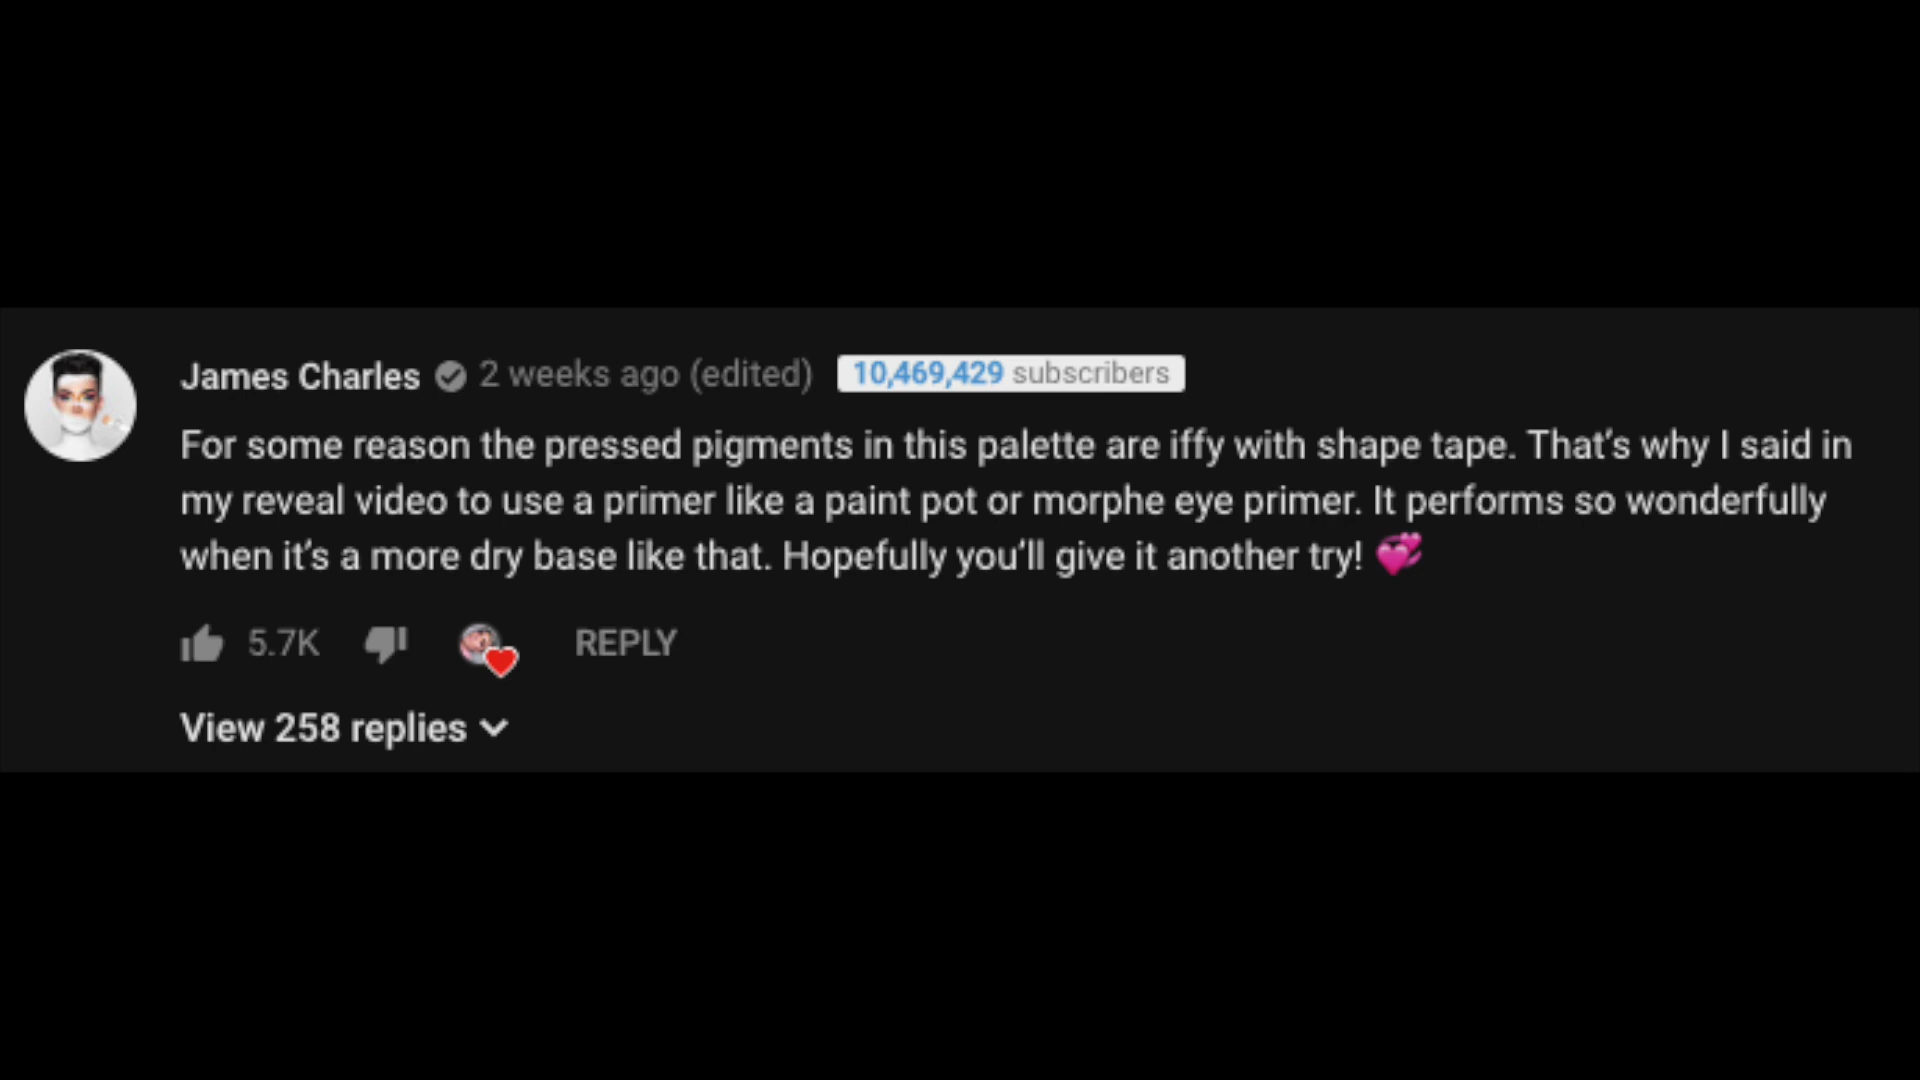 James Charles 2 weeks ago (edited) 10,469,429 subscribers
For some reason the pressed pigments in this palette are iffy with shape tape. That's why I said in
my reveal video to use a primer like a paint pot or morphe eye primer. It performs so wonderfully
when it's a more dry base like that. Hopefully you'll give it another try! 💞
5.7K REPLY
View 258 replies